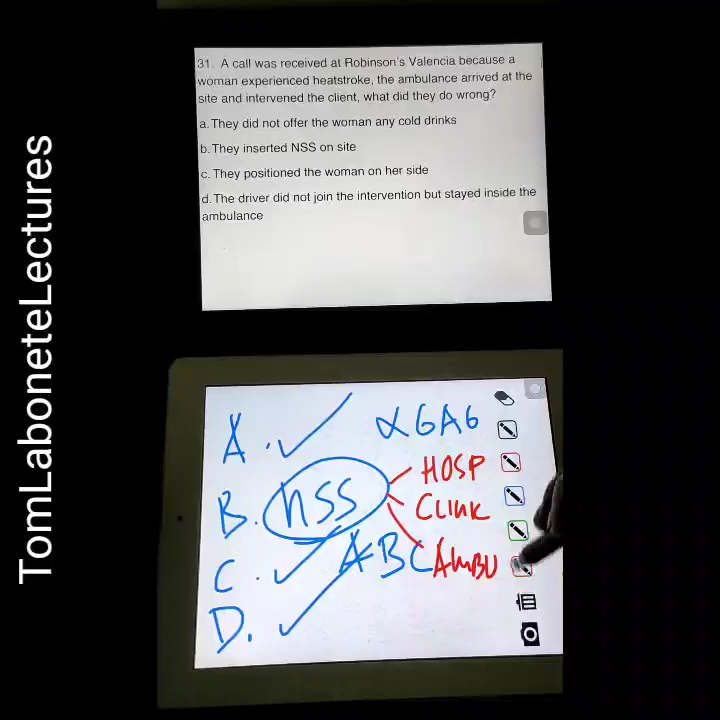 TomLaboneteLectures
31. A call was received at Robinson's Valencia because a
woman experienced heatstroke, the ambulance arrived at the
site and intervened the client, what did they do wrong?
a. They did not offer the woman any cold drinks
b. They inserted NSS on site
c. They positioned the woman on her side
d. The driver did not join the intervention but stayed inside the
ambulance
A.
GAG
B. NSS
HOSP
CLINK
C.
ABC
AMBU
D.